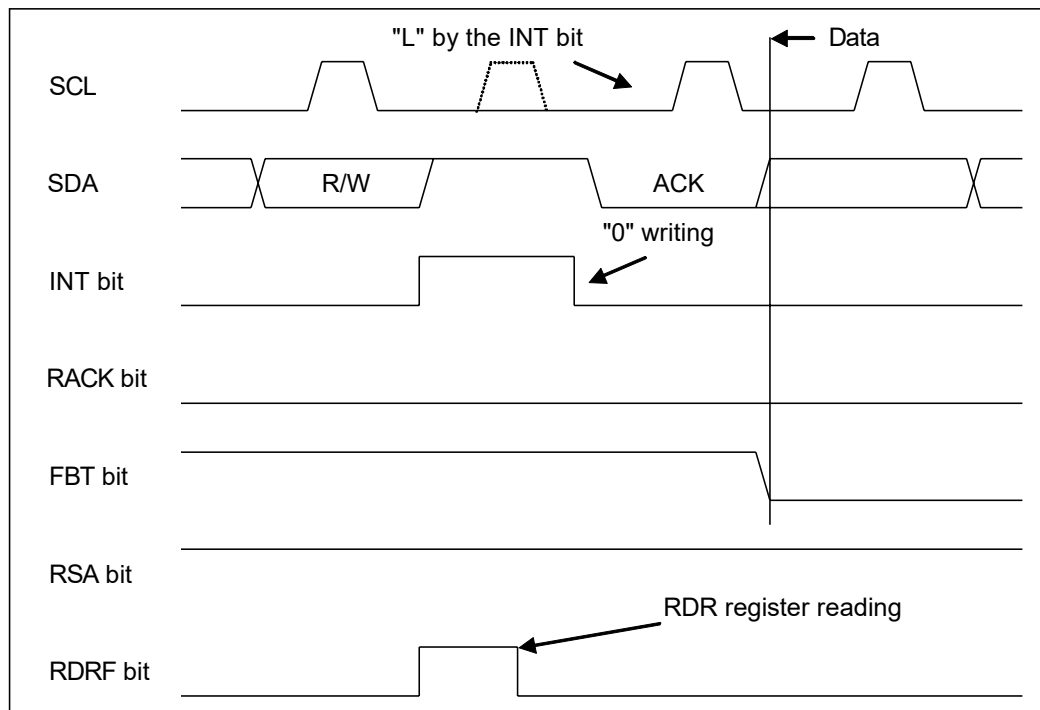 "L" by the INT bit
Data
SCL
SDA
R/W
ACK
"0" writing
INT bit
RACK bit
FBT bit
RSA bit
RDR register reading
RDRF bit